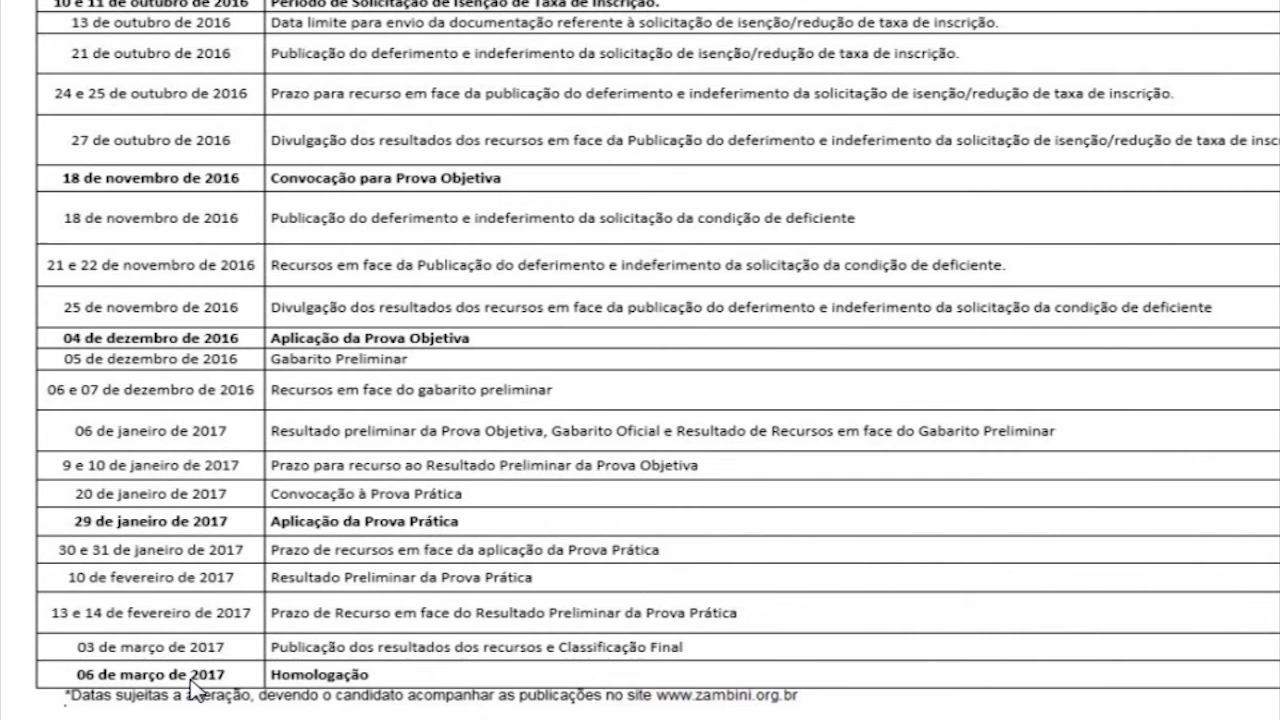 10 e 11 de outubro de 2016 Período de Solicitação de Isenção de Taxa de Inscrição.
13 de outubro de 2016 Data limite para envio da documentação referente à solicitação de isenção/redução de taxa de inscrição.
21 de outubro de 2016 Publicação do deferimento e indeferimento da solicitação de isenção/redução de taxa de inscrição.
24 e 25 de outubro de 2016 Prazo para recurso em face da publicação do deferimento e indeferimento da solicitação de isenção/redução de taxa de inscrição.
27 de outubro de 2016 Divulgação dos resultados dos recursos em face da Publicação do deferimento e indeferimento da solicitação de isenção/redução de taxa de inscr
18 de novembro de 2016 Convocação para Prova Objetiva
18 de novembro de 2016 Publicação do deferimento e indeferimento da solicitação da condição de deficiente
21 e 22 de novembro de 2016 Recursos em face da Publicação do deferimento e indeferimento da solicitação da condição de deficiente.
25 de novembro de 2016 Divulgação dos resultados dos recursos em face da publicação do deferimento e indeferimento da solicitação da condição de deficiente
04 de dezembro de 2016 Aplicação da Prova Objetiva
05 de dezembro de 2016 Gabarito Preliminar
06 e 07 de dezembro de 2016 Recursos em face do gabarito preliminar
06 de janeiro de 2017 Resultado preliminar da Prova Objetiva, Gabarito Oficial e Resultado de Recursos em face do Gabarito Preliminar
9 e 10 de janeiro de 2017 Prazo para recurso ao Resultado Preliminar da Prova Objetiva
20 de janeiro de 2017 Convocação à Prova Prática
29 de janeiro de 2017 Aplicação da Prova Prática
30 e 31 de janeiro de 2017 Prazo de recursos em face da aplicação da Prova Prática
10 de fevereiro de 2017 Resultado Preliminar da Prova Prática
13 e 14 de fevereiro de 2017 Prazo de Recurso em face do Resultado Preliminar da Prova Prática
03 de março de 2017 Publicação dos resultados dos recursos e Classificação Final
06 de março de 2017 Homologação
*Datas sujeitas a alteração, devendo o candidato acompanhar as publicações no site www.zambini.org.br